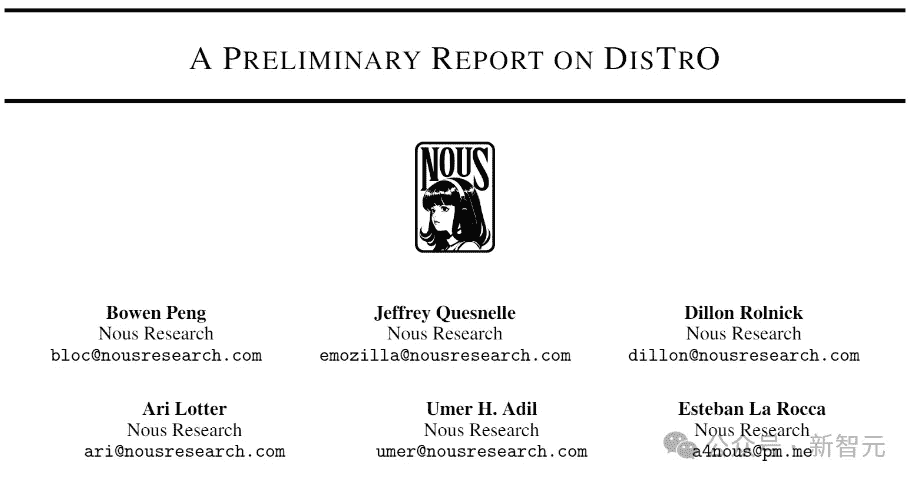 A PRELIMINARY REPORT ON DISTRO
NOUS
Bowen Peng Jeffrey Quesnelle Dillon Rolnick
Nous Research Nous Research Nous Research
bloc@nousresearch.com emozilla@nousresearch.com dillon@nousresearch.com
Ari Lotter Umer H. Adil Esteban La Rocca
Nous Research Nous Research Nous Research
ari@nousresearch.com umer@nousresearch.com a4nous@pm.me
公众号 · 新智元